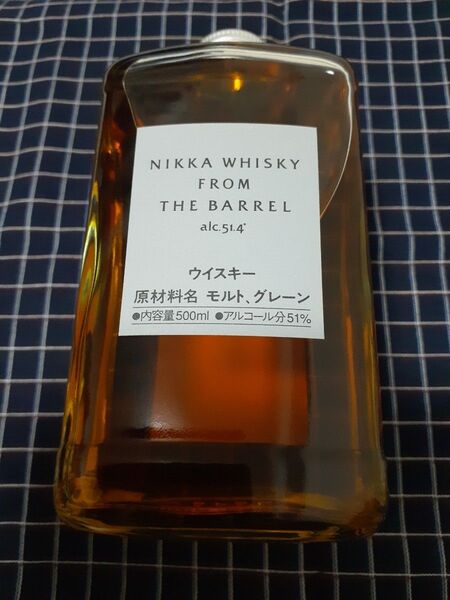 NIKKA WHISKY
FROM
THE BARREL
alc.51.4°
ウイスキー
原材料名 モルト、グレーン
●内容量500ml ●アルコール分51%